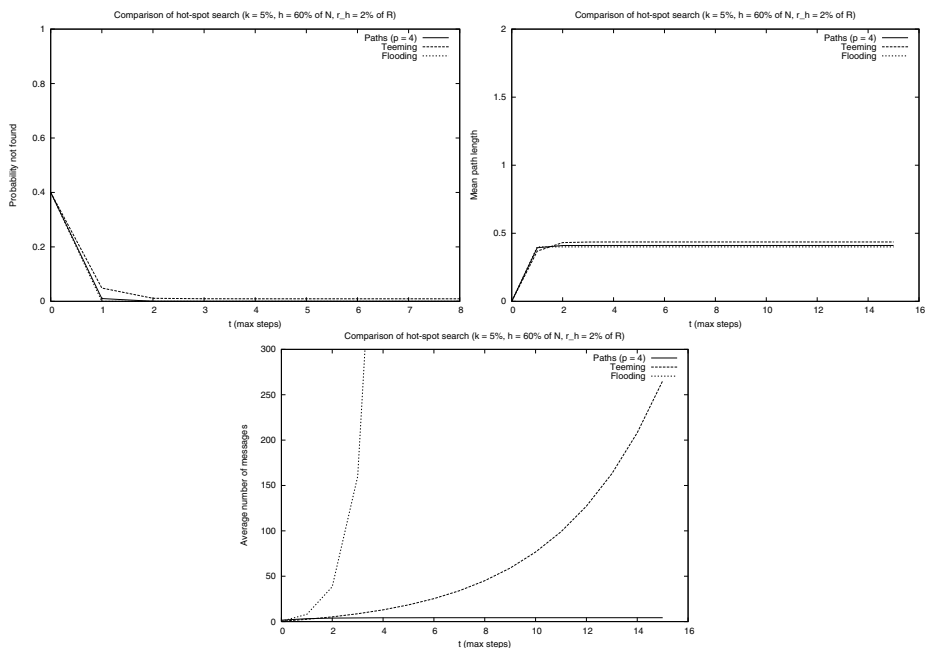 Comparison of hot-spot search (k = 5%, h = 60% of N, r_h = 2% of R)
1
0.8
0.6
0.4
0.2
0
Probability not found
Paths (p = 4)
Teeming
Flooding
0 1 2 3 4 5 6 7 8
t (max steps)
Comparison of hot-spot search (k = 5%, h = 60% of N, r_h = 2% of R)
2
1.5
1
0.5
0
Mean path length
Paths (p = 4)
Teeming
Flooding
0 2 4 6 8 10 12 14 16
t (max steps)
Comparison of hot-spot search (k = 5%, h = 60% of N, r_h = 2% of R)
300
250
200
150
100
50
0
Average number of messages
Paths (p = 4)
Teeming
Flooding
0 2 4 6 8 10 12 14 16
t (max steps)